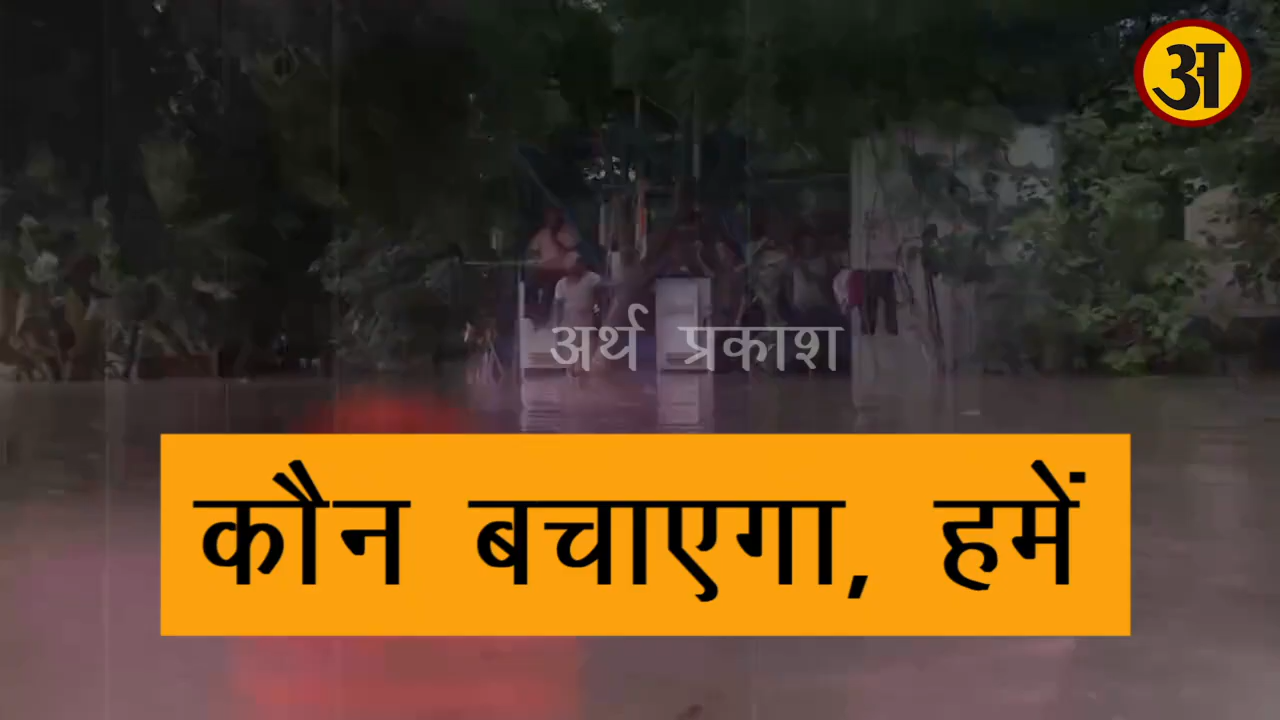 अ
अर्थ प्रकाश
कौन बचाएगा, हमें